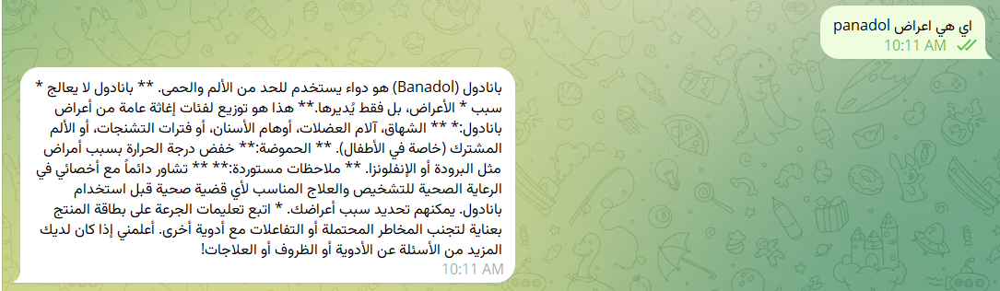 اي هي اعراض panadol
10:11 AM
بانادول (Banadol) هو دواء يستخدم للحد من الألم والحمى. ** بانادول لا يعالج *
سبب * الأعراض، بل فقط يُديرها.** هذا هو توزيع لفئات إغاثة عامة من أعراض
بانادول:* ** الشهاق، آلام العضلات، أوهام الأسنان، أو فترات التشنجات، أو الألم
المشترك (خاصة في الأطفال). ** الحموضة:** خفض درجة الحرارة بسبب أمراض
مثل البرودة أو الإنفلونزا. ** ملاحظات مستوردة:** ** تشاور دائماً مع أخصائي في
الرعاية الصحية للتشخيص والعلاج المناسب لأي قضية صحية قبل استخدام
بانادول. يمكنهم تحديد سبب أعراضك. * اتبع تعليمات الجرعة على بطاقة المنتج
بعناية لتجنب المخاطر المحتملة أو التفاعلات مع أدوية أخرى. أعلمني إذا كان لديك
المزيد من الأسئلة عن الأدوية أو الظروف أو العلاجات!
10:11 AM